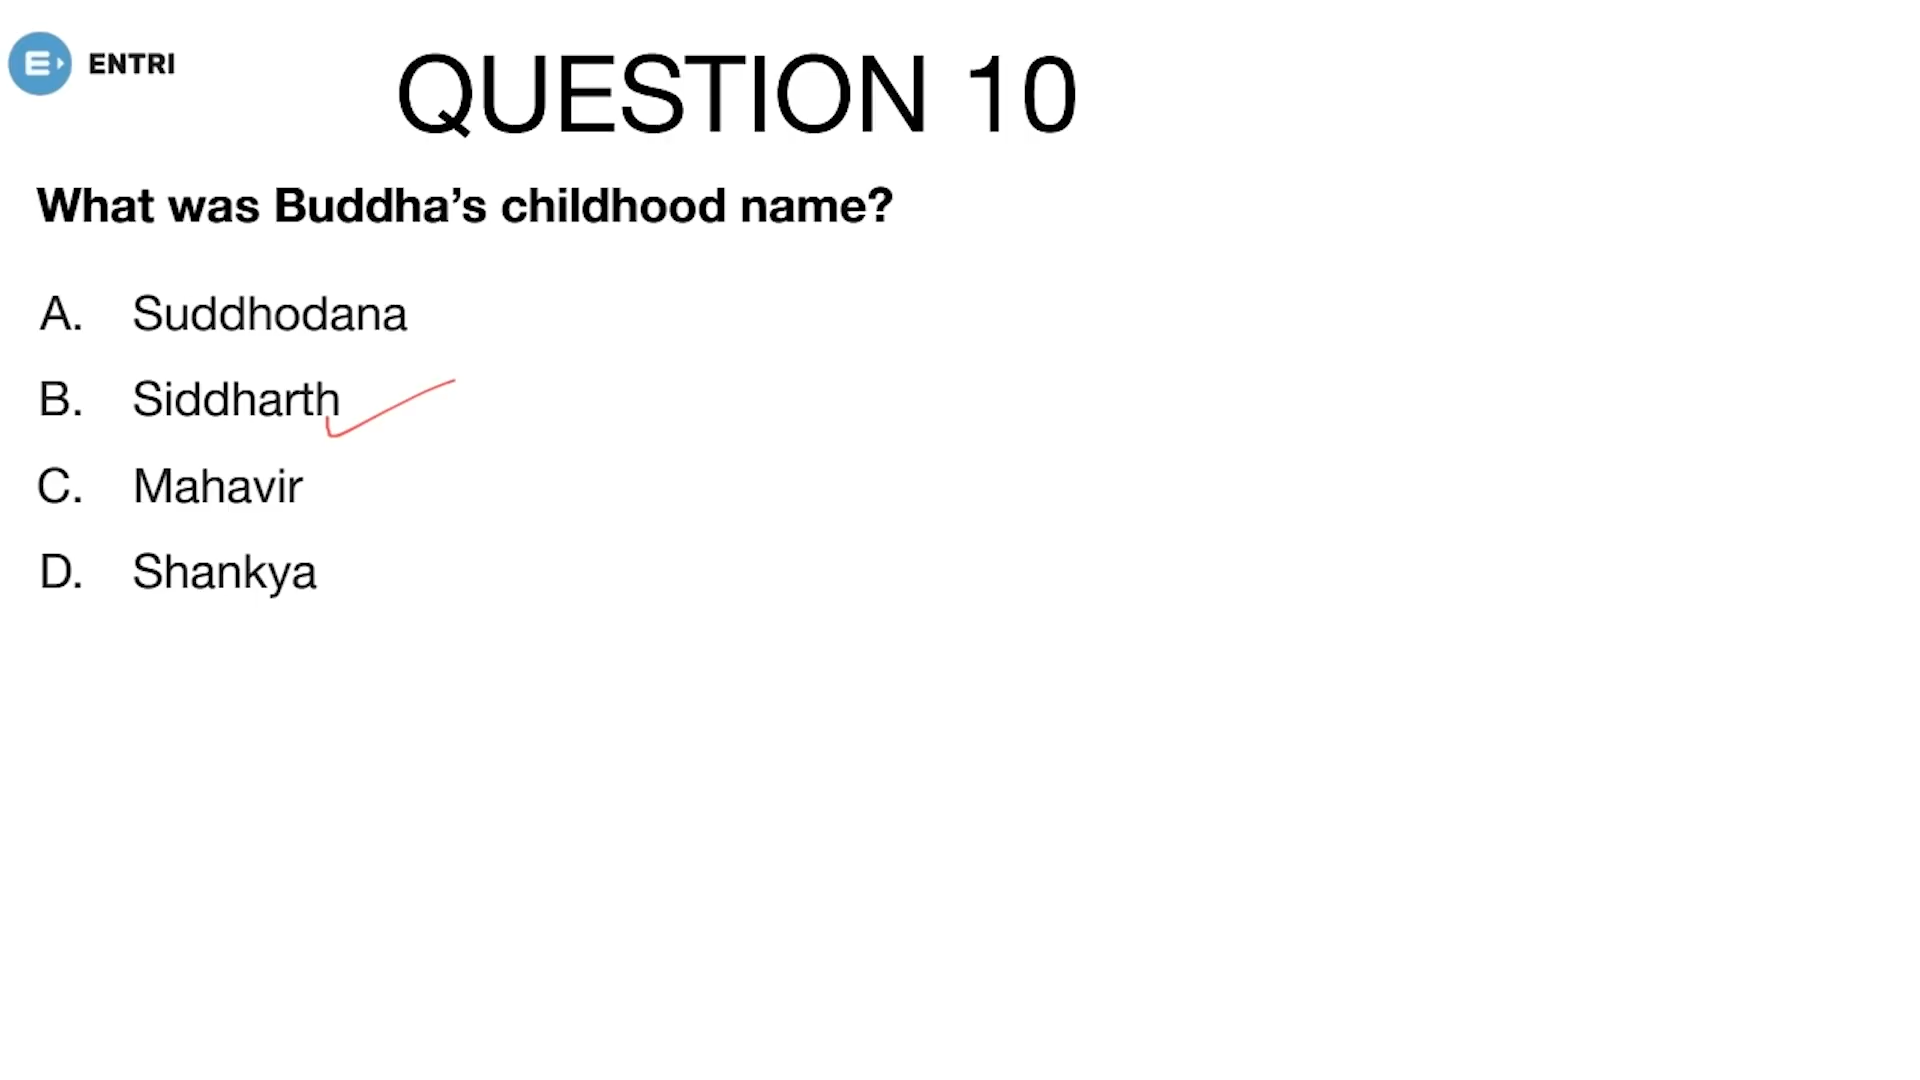 ENTRI
QUESTION 10
What was Buddha’s childhood name?
A. Suddhodana
B. Siddharth
C. Mahavir
D. Shankya